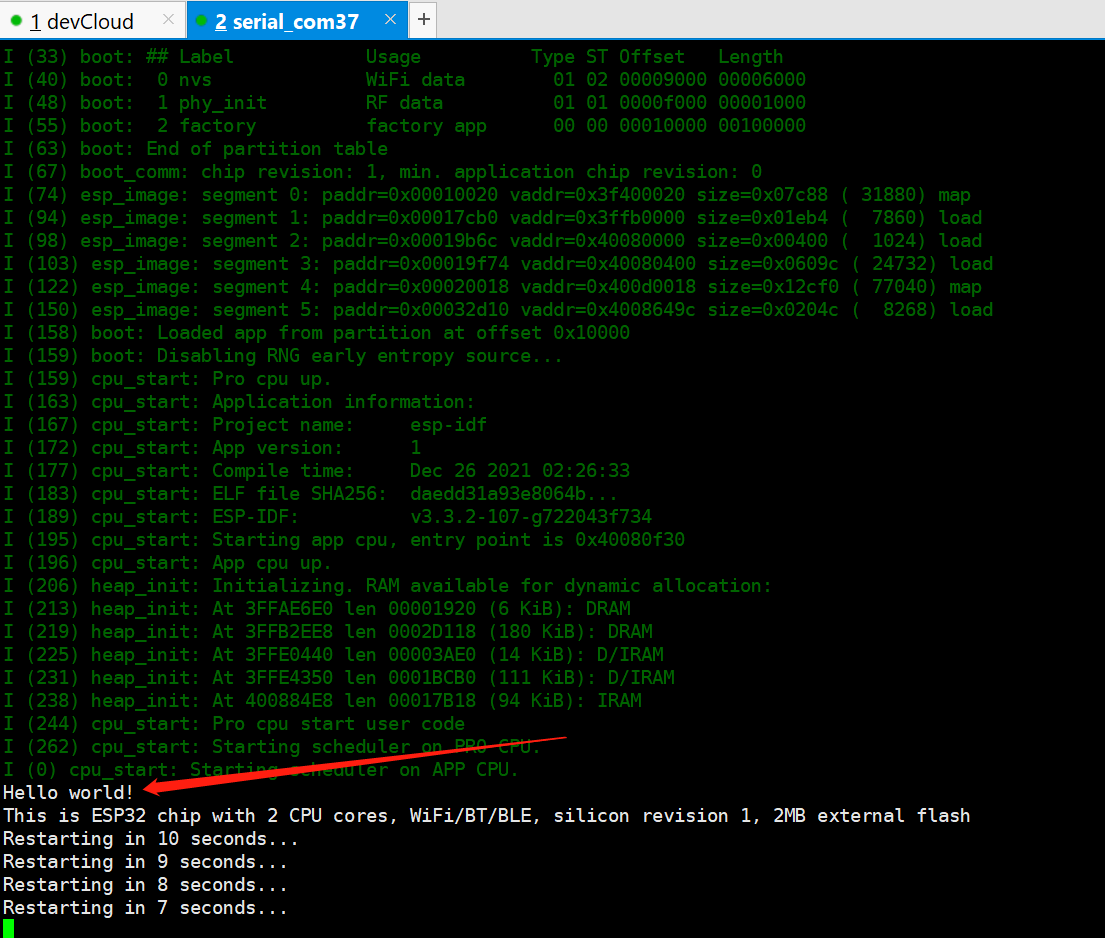 1 devCloud × 2 serial_com37 × +
I (33) boot: ## Label            Usage          Type ST Offset   Length
I (40) boot:  0 nvs              WiFi data        01 02 00009000 00006000
I (48) boot:  1 phy_init         RF data          01 01 0000f000 00001000
I (55) boot:  2 factory          factory app      00 00 00010000 00100000
I (63) boot: End of partition table
I (67) boot_comm: chip revision: 1, min. application chip revision: 0
I (74) esp_image: segment 0: paddr=0x00010020 vaddr=0x3f400020 size=0x07c88 ( 31880) map
I (94) esp_image: segment 1: paddr=0x00017cb0 vaddr=0x3ffb0000 size=0x01eb4 (  7860) load
I (98) esp_image: segment 2: paddr=0x00019b6c vaddr=0x40080000 size=0x00400 (  1024) load
I (103) esp_image: segment 3: paddr=0x00019f74 vaddr=0x40080400 size=0x0609c ( 24732) load
I (122) esp_image: segment 4: paddr=0x00020018 vaddr=0x400d0018 size=0x12cf0 ( 77040) map
I (150) esp_image: segment 5: paddr=0x00032d10 vaddr=0x4008649c size=0x0204c (  8268) load
I (158) boot: Loaded app from partition at offset 0x10000
I (159) boot: Disabling RNG early entropy source...
I (159) cpu_start: Pro cpu up.
I (163) cpu_start: Application information:
I (167) cpu_start: Project name:     esp-idf
I (172) cpu_start: App version:      1
I (177) cpu_start: Compile time:     Dec 26 2021 02:26:33
I (183) cpu_start: ELF file SHA256:  daedd31a93e8064b...
I (189) cpu_start: ESP-IDF:          v3.3.2-107-g722043f734
I (195) cpu_start: Starting app cpu, entry point is 0x40080f30
I (196) cpu_start: App cpu up.
I (206) heap_init: Initializing. RAM available for dynamic allocation:
I (213) heap_init: At 3FFAE6E0 len 00001920 (6 KiB): DRAM
I (219) heap_init: At 3FFB2EE8 len 0002D118 (180 KiB): DRAM
I (225) heap_init: At 3FFE0440 len 00003AE0 (14 KiB): D/IRAM
I (231) heap_init: At 3FFE4350 len 0001BCB0 (111 KiB): D/IRAM
I (238) heap_init: At 400884E8 len 00017B18 (94 KiB): IRAM
I (244) cpu_start: Pro cpu start user code
I (262) cpu_start: Starting scheduler on PRO CPU.
I (0) cpu_start: Starting scheduler on APP CPU.
Hello world!
This is ESP32 chip with 2 CPU cores, WiFi/BT/BLE, silicon revision 1, 2MB external flash
Restarting in 10 seconds...
Restarting in 9 seconds...
Restarting in 8 seconds...
Restarting in 7 seconds...